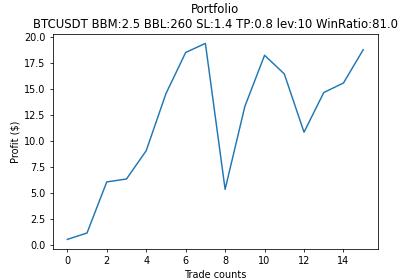 Portfolio
BTCUSDT BBM:2.5 BBL:260 SL:1.4 TP:0.8 lev:10 WinRatio:81.0
20.0
17.5
15.0
12.5
10.0
7.5
5.0
2.5
0.0
Profit ($)
0 2 4 6 8 10 12 14
Trade counts